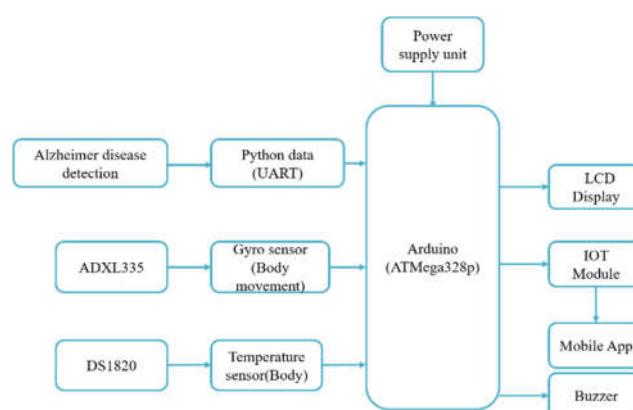 Power
supply unit
Alzheimer disease
detection
Python data
(UART)
LCD
Display
ADXL335
Gyro sensor
(Body
movement)
Arduino
(ATMega328p)
IOT
Module
DS1820
Temperature
sensor(Body)
Mobile App
Buzzer